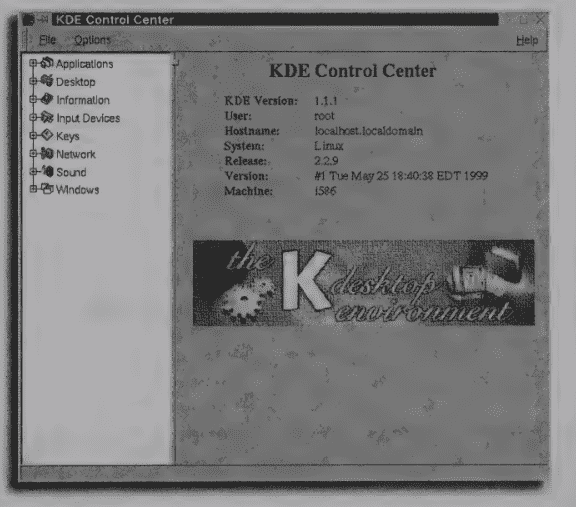 KDE Control Center
File Options Help
Applications
Desktop
Information
Input Devices
Keys
Network
Sound
Windows
KDE Control Center
KDE Version: 1.1.1
User: root
Hostname: localhost.localdomain
System: Linux
Release: 2.2.9
Version: #1 Tue May 25 18:40:38 EDT 1999
Machine: i586
the K desktop
environment